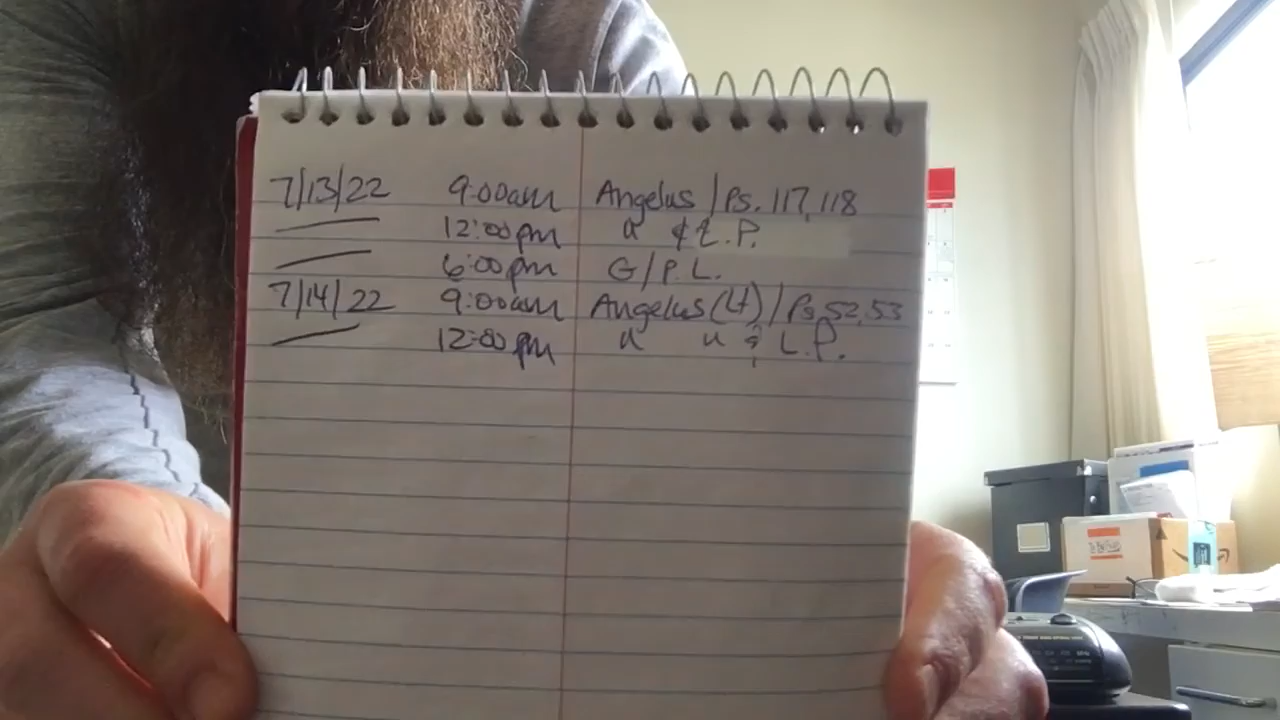 7/13/22 9:00am Angelus / Ps. 117, 118
12:00pm " & L.P.
6:00pm G/P.L.
7/14/22 9:00am Angelus (Lt) / Ps. 52, 53
12:00pm " " & L.P.